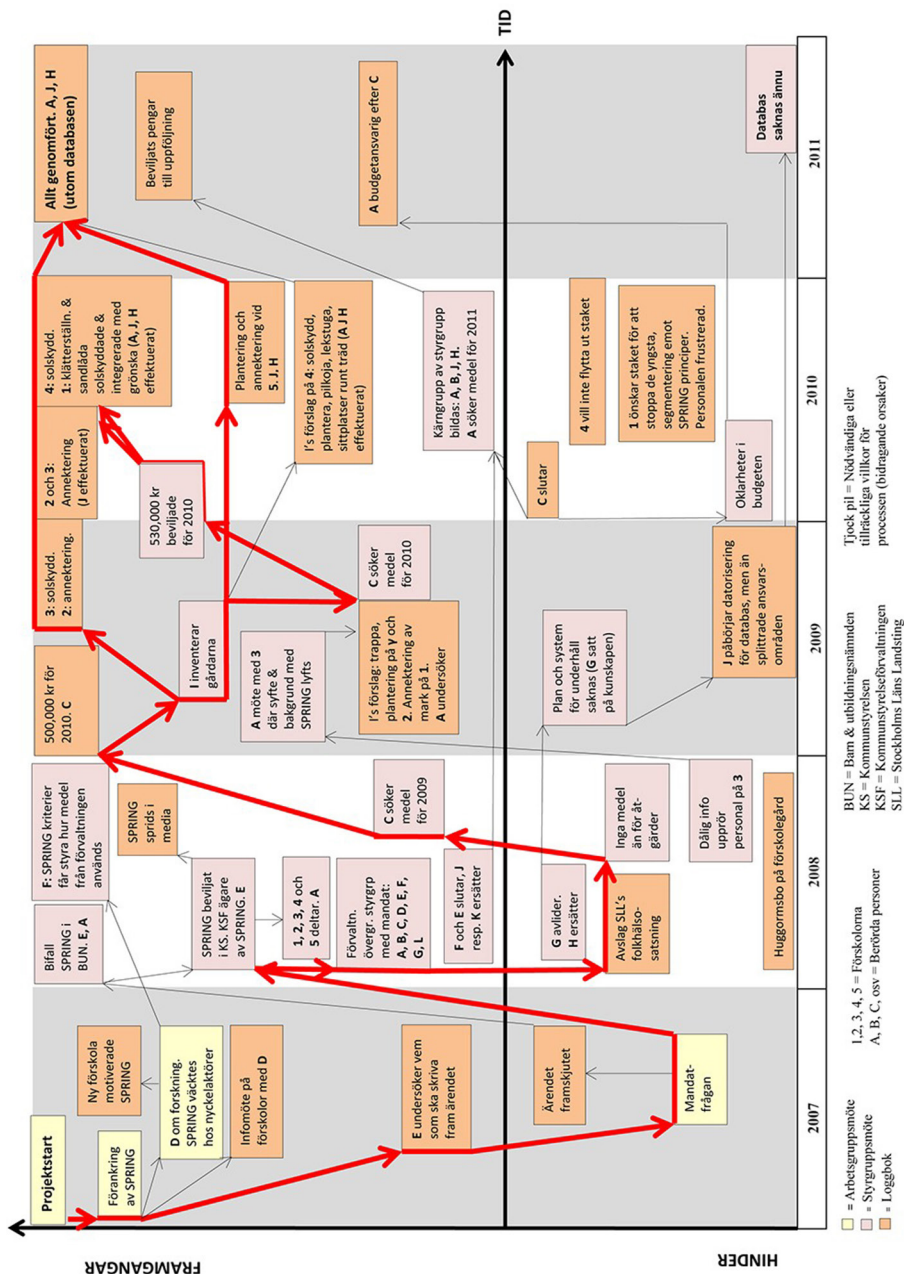 FRAMGÅNGAR
HINDER
TID
Projektstart
Förankring
av SPRING
Ny förskola
motiverade
SPRING
D om forskning.
SPRING väcktes
hos nyckelaktörer
Infomöte på
förskolor med D
E undersöker vem
som ska skriva
fram ärendet
Ärendet
framskjutet
Mandat-
frågan
Bifall
SPRING i
BUN. E, A
F: SPRING kriterier
får styra hur medel
från förvaltningen
används
SPRING
sprids i
media
SPRING beviljat
i KS. KSF ägare
av SPRING. E
1, 2, 3, 4 och
5 deltar. A
Förvaltn.
övergr. styrgrp
med mandat:
A, B, C, D, E, F,
G, L
C söker
medel för
2009
F och E slutar, J
resp. K ersätter
G avlider.
H ersätter
Avslag SLL's
folkhälso-
satsning
Inga medel
än för åt-
gärder
Dålig info
upprör
personal på 3
Huggormsbo på förskolegård
500,000 kr för
2010. C
3: solskydd.
2: annektering.
I inventerar
gårdarna
A möte med 3
där syfte &
bakgrund med
SPRING lyfts
I's förslag: trappa,
plantering på y och
2. Annektering av
mark på 1.
A undersöker
C söker
medel
för 2010
Plan och system
för underhåll
saknas (G satt
på kunskapen)
J påbörjar datorisering
för databas, men än
splittrade ansvars-
områden
2 och 3:
Annektering
(J effektuerat)
530,000 kr
beviljade
för 2010
4: solskydd.
1: klätterställn. &
sandlåda
solskyddade &
integrerade med
grönska (A, J, H
effektuerat)
Plantering och
annektering vid
5. J, H
I's förslag på 4: solskydd,
plantera, pilkoja, lekstuga,
sittplatser runt träd (A J H
effektuerat)
Kärngrupp av styrgrupp
bildas: A, B, J, H.
A söker medel för 2011
C slutar
4 vill inte flytta ut staket
1 önskar staket för att
stoppa de yngsta,
segmentering emot
SPRING principer.
Personalen frustrerad.
Oklarheter i
budgeten
Allt genomfört. A, J, H
(utom databasen)
Beviljats pengar
till uppföljning
A budgetansvarig efter C
Databas
saknas ännu
2007
2008
2009
2010
2011
= Arbetsgruppsmöte
= Styrgruppsmöte
= Loggbok
1,2, 3, 4, 5 = Förskolorna
A, B, C, osv = Berörda personer
BUN = Barn & utbildningsnämnden
KS = Kommunstyrelsen
KSF = Kommunstyrelseförvaltningen
SLL = Stockholms Läns Landsting
Tjock pil = Nödvändiga eller
tillräckliga villkor för
processen (bidragande orsaker)